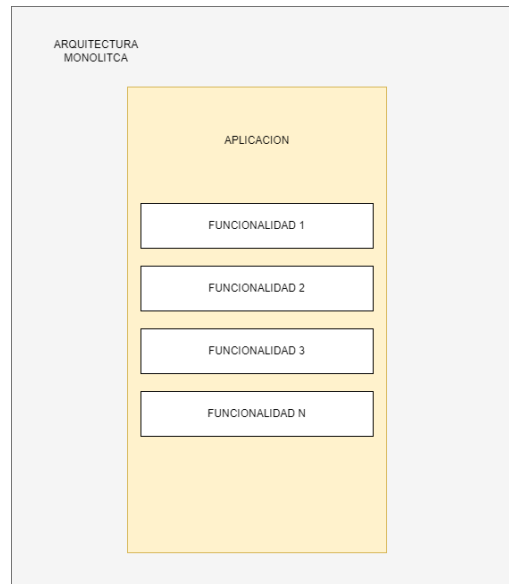 ARQUITECTURA
MONOLITCA
APLICACION
FUNCIONALIDAD 1
FUNCIONALIDAD 2
FUNCIONALIDAD 3
FUNCIONALIDAD N